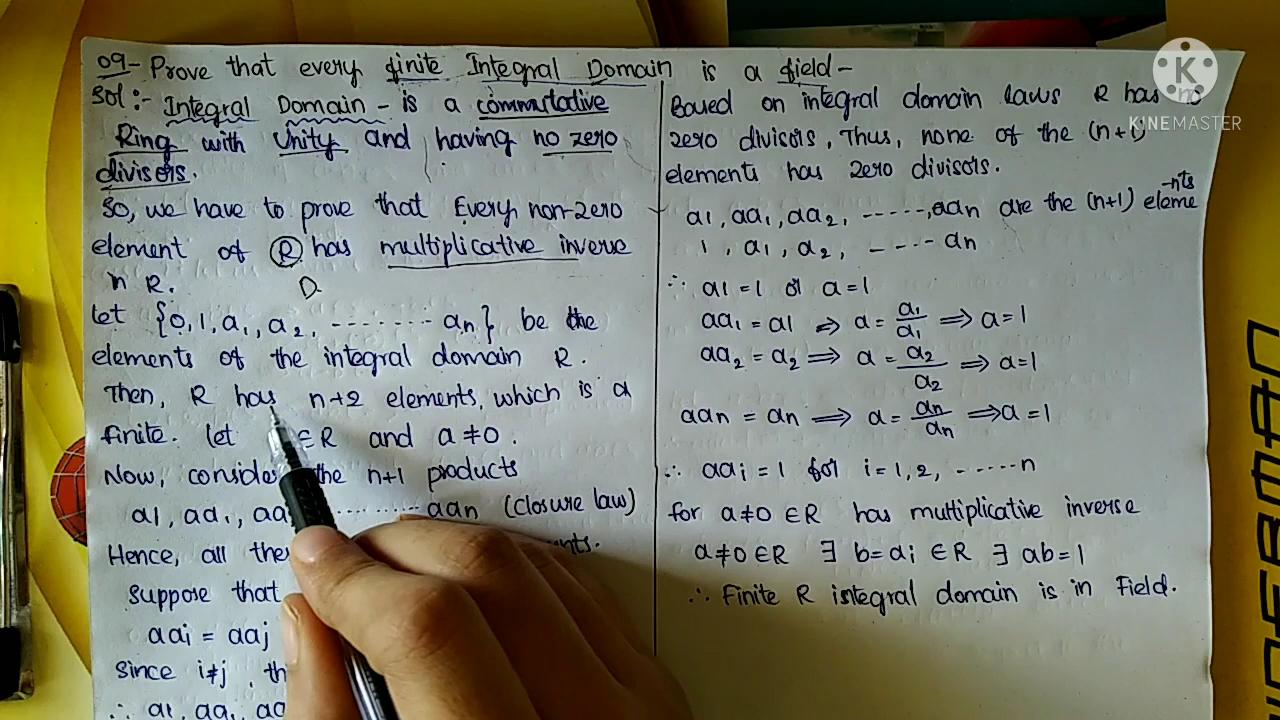 09- Prove that every finite Integral Domain is a field-
Sol:- Integral Domain - is a commutative
Ring with Unity and having no zero
divisors.
So, we have to prove that Every non-zero
element of R has multiplicative inverse
n R. D
let {0, 1, a1, a2, ........ an} be the
elements of the integral domain R.
Then, R has n+2 elements, which is a
finite. let ∈R and a≠0.
Now, consider the n+1 products
a1, aa1, aa .......... aan (closure law)
Hence, all the
Suppose that
aai = aaj
Since i≠j, th
∴ a1, aa1, aa
Based on integral domain laws R has no
zero divisors, Thus, none of the (n+1)
elements has zero divisors.
a1, aa1, aa2, ......, aan are the (n+1) eleme
-nts
1, a1, a2, ---- an
∴ a1 = 1 or a = 1
aa1 = a1 ⇒ a = a1/a1 ⇒ a = 1
aa2 = a2 ⇒ a = a2/a2 ⇒ a = 1
aan = an ⇒ a = an/an ⇒ a = 1
∴ aai = 1 for i = 1, 2, ...... n
for a≠0 ∈R has multiplicative inverse
a≠0 ∈R ∃ b = ai ∈ R ∃ ab = 1
∴ Finite R integral domain is in Field.
K
KINEMASTER